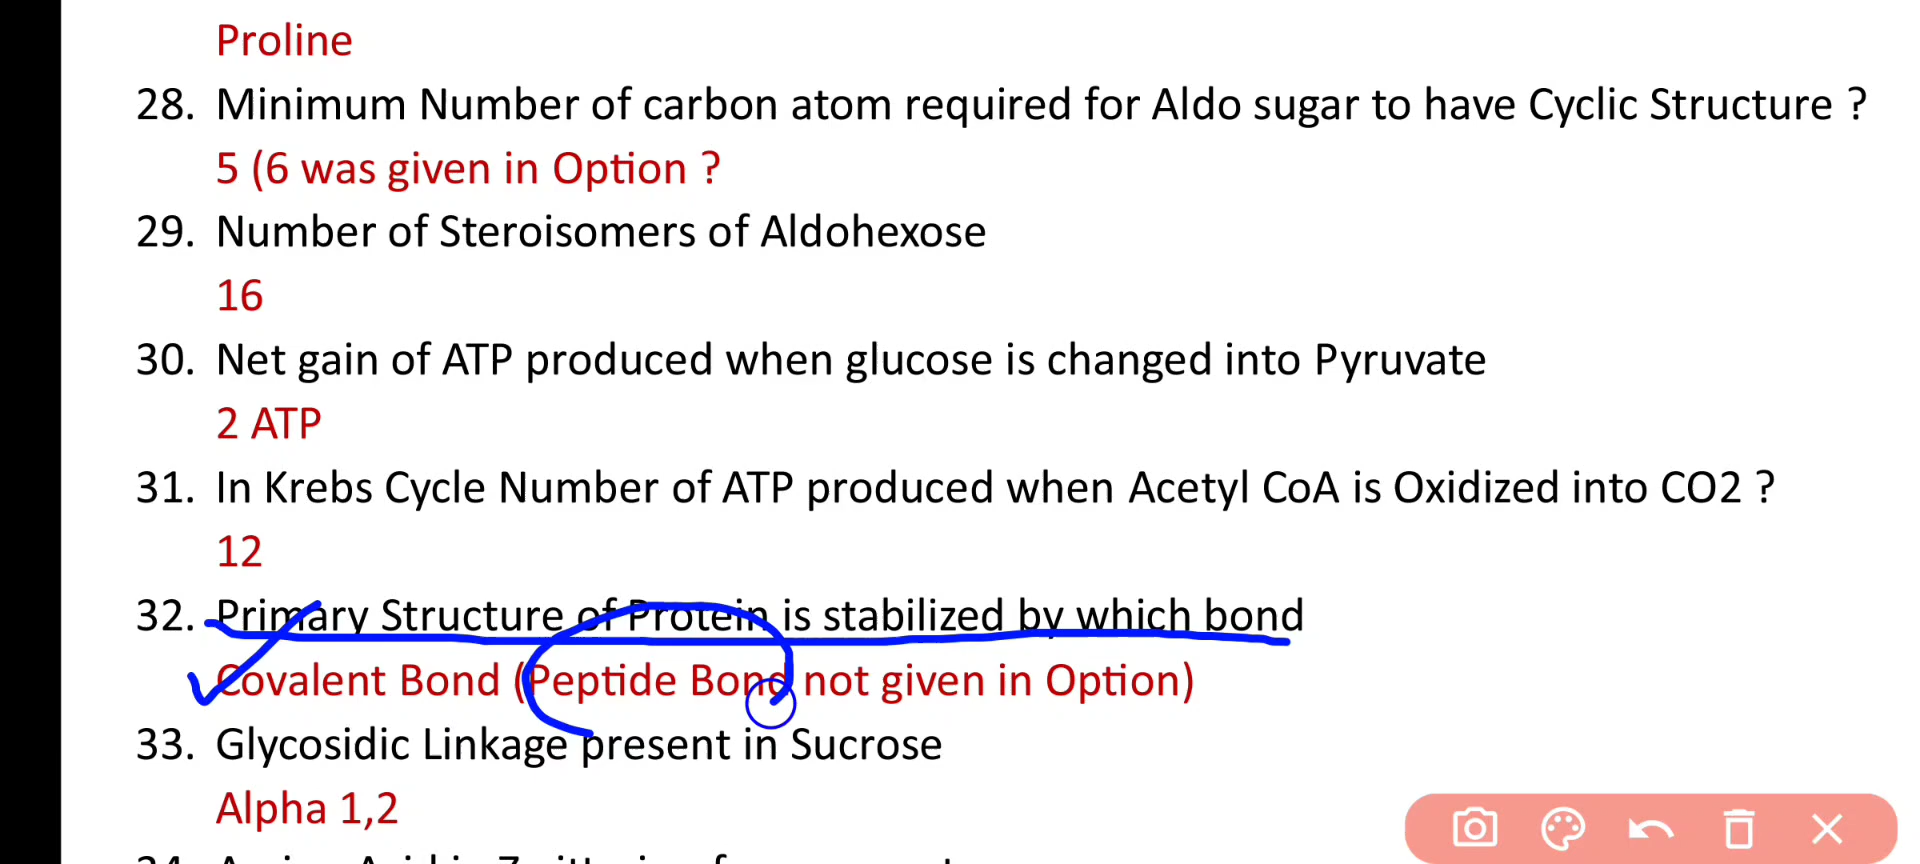 Proline
28. Minimum Number of carbon atom required for Aldo sugar to have Cyclic Structure ?
5 (6 was given in Option ?
29. Number of Steroisomers of Aldohexose
16
30. Net gain of ATP produced when glucose is changed into Pyruvate
2 ATP
31. In Krebs Cycle Number of ATP produced when Acetyl CoA is Oxidized into CO2 ?
12
32. Primary Structure of Protein is stabilized by which bond
Covalent Bond (Peptide Bond not given in Option)
33. Glycosidic Linkage present in Sucrose
Alpha 1,2